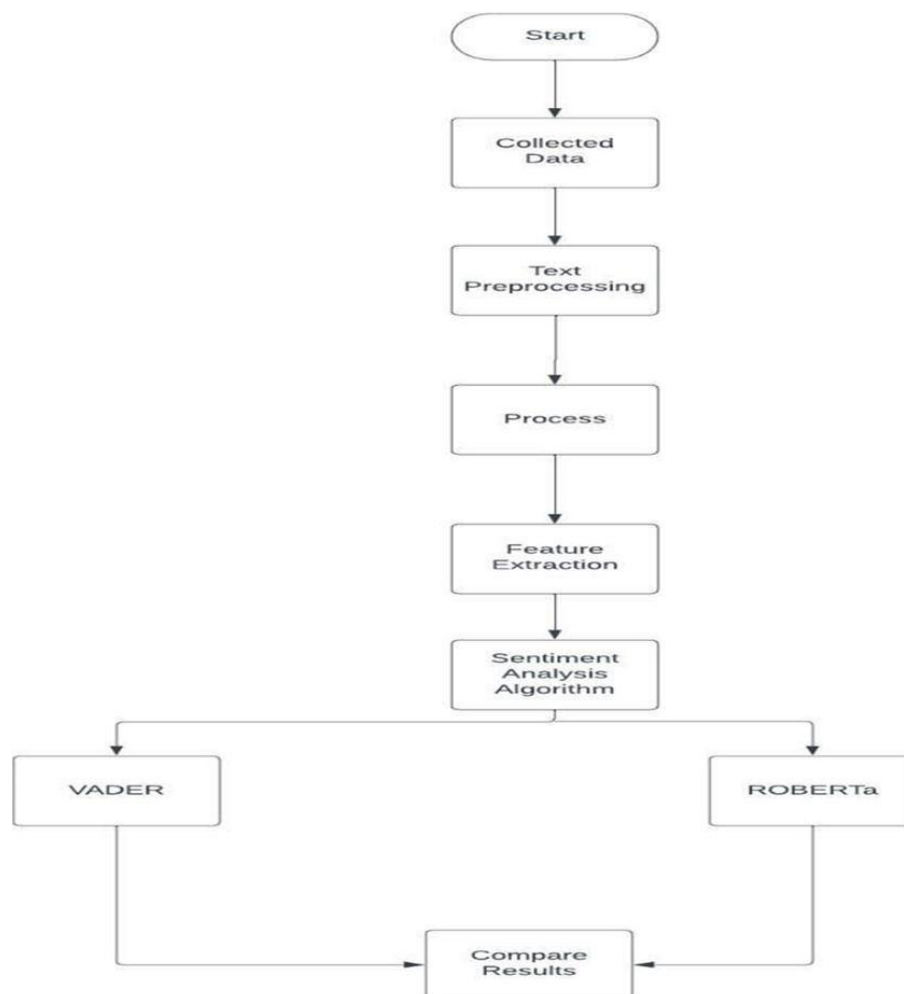 Start
Collected
Data
Text
Preprocessing
Process
Feature
Extraction
Sentiment
Analysis
Algorithm
VADER
ROBERTa
Compare
Results